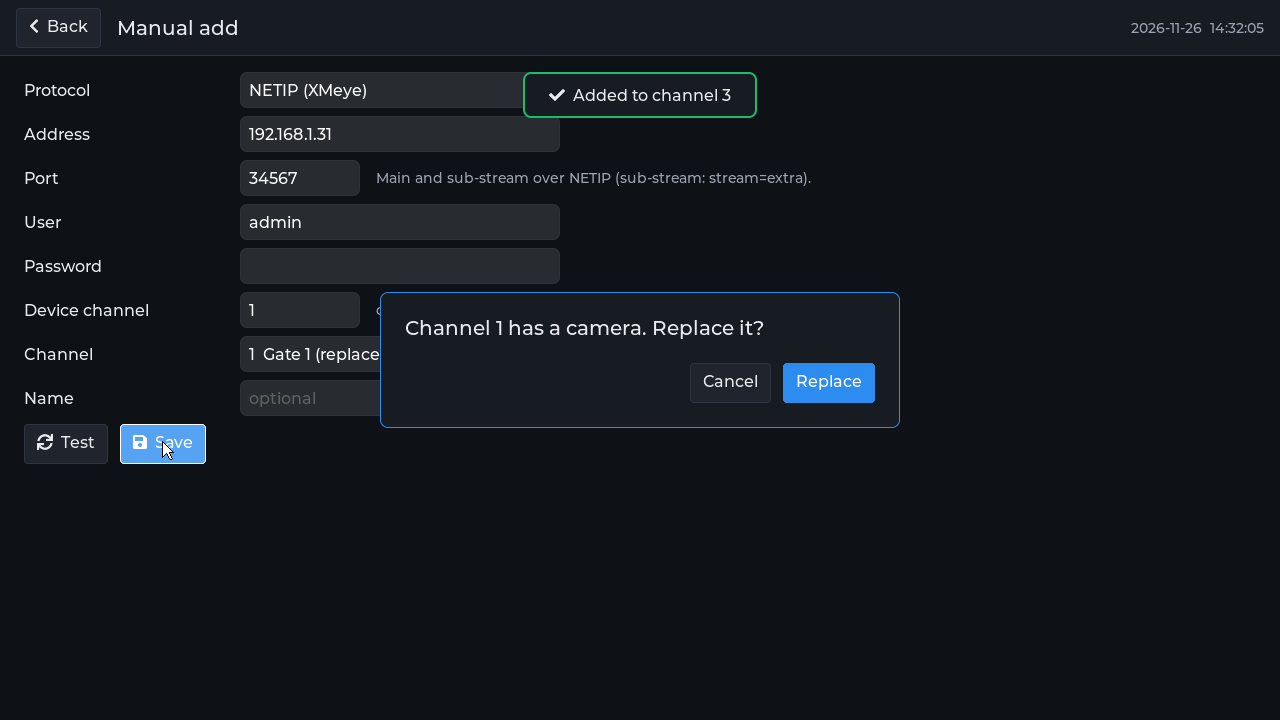 Back
Manual add
2026-11-26 14:32:05
Protocol
NETIP (XMeye)
Added to channel 3
Address
192.168.1.31
Port
34567
Main and sub-stream over NETIP (sub-stream: stream=extra).
User
admin
Password
Device channel
1
Channel 1 has a camera. Replace it?
Channel
1 Gate 1 (replace
Cancel
Replace
Name
optional
Test
Save